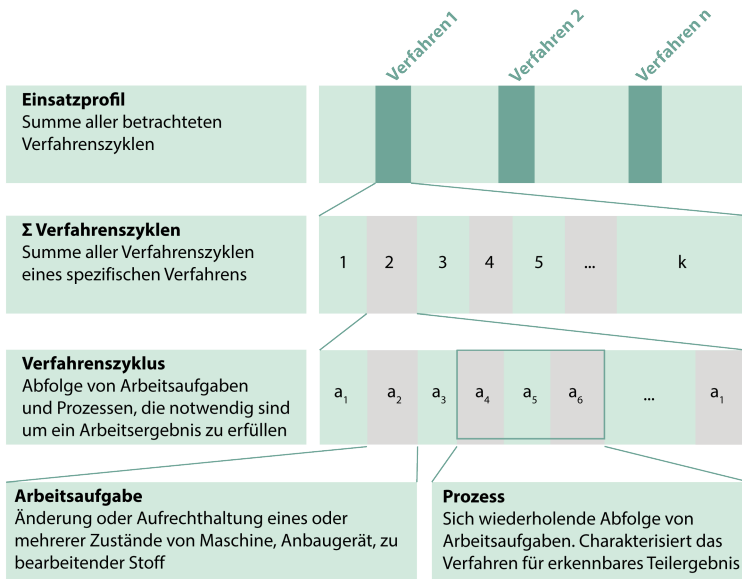 Verfahren 1
Verfahren 2
Verfahren n
Einsatzprofil
Summe aller betrachteten
Verfahrenszyklen
Σ Verfahrenszyklen
Summe aller Verfahrenszyklen
eines spezifischen Verfahrens
1 2 3 4 5 ... k
Verfahrenszyklus
Abfolge von Arbeitsaufgaben
und Prozessen, die notwendig sind
um ein Arbeitsergebnis zu erfüllen
a₁ a₂ a₃ a₄ a₅ a₆ ... a₁
Arbeitsaufgabe
Änderung oder Aufrechthaltung eines oder
mehrerer Zustände von Maschine, Anbaugerät, zu
bearbeitender Stoff
Prozess
Sich wiederholende Abfolge von
Arbeitsaufgaben. Charakterisiert das
Verfahren für erkennbares Teilergebnis